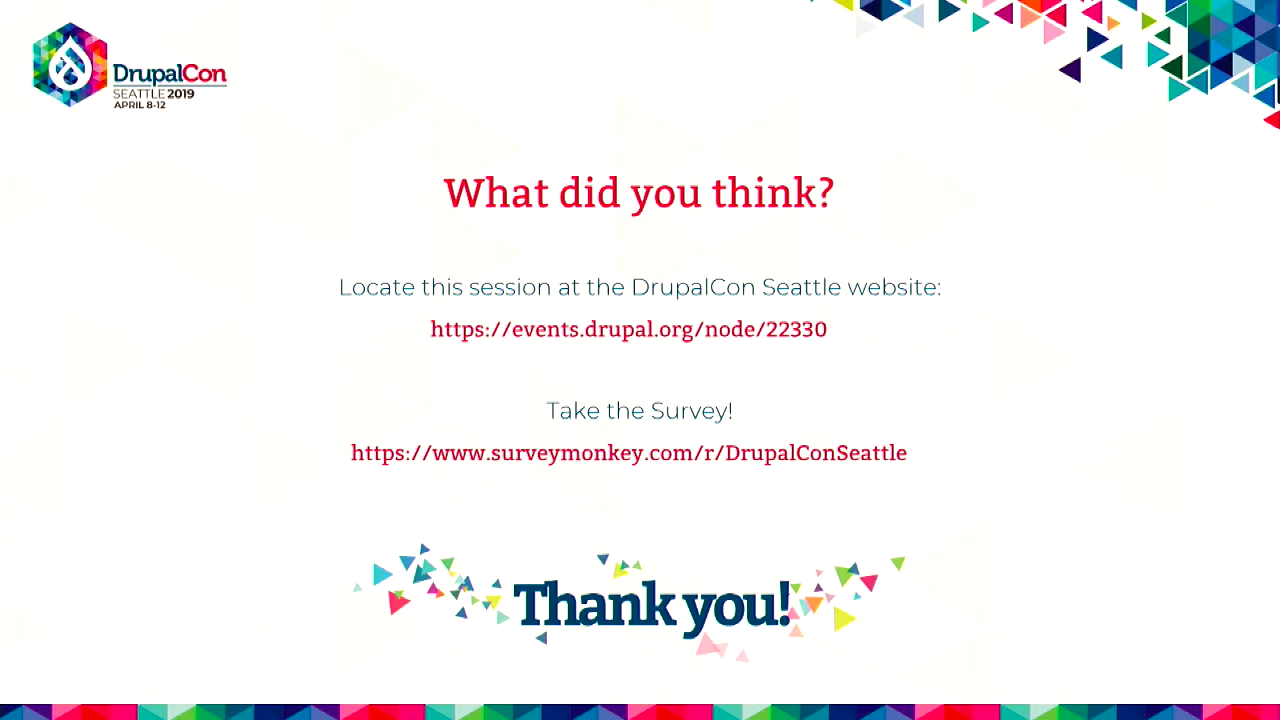 DrupalCon
SEATTLE 2019
APRIL 8-12
What did you think?
Locate this session at the DrupalCon Seattle website:
https://events.drupal.org/node/22330
Take the Survey!
https://www.surveymonkey.com/r/DrupalConSeattle
Thank you!